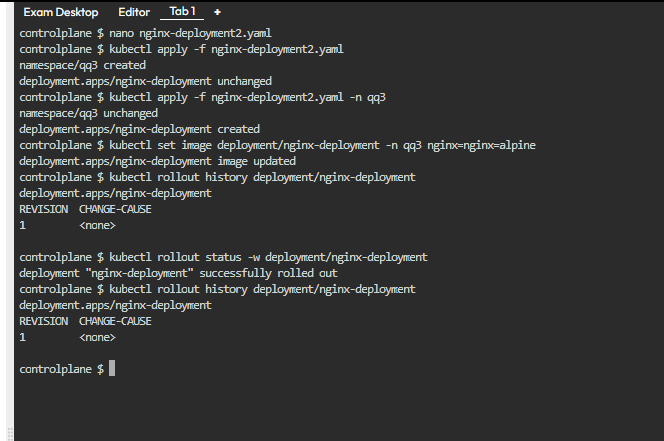 Exam Desktop Editor Tab 1 +
controlplane $ nano nginx-deployment2.yaml
controlplane $ kubectl apply -f nginx-deployment2.yaml
namespace/qq3 created
deployment.apps/nginx-deployment unchanged
controlplane $ kubectl apply -f nginx-deployment2.yaml -n qq3
namespace/qq3 unchanged
deployment.apps/nginx-deployment created
controlplane $ kubectl set image deployment/nginx-deployment -n qq3 nginx=nginx=alpine
deployment.apps/nginx-deployment image updated
controlplane $ kubectl rollout history deployment/nginx-deployment
deployment.apps/nginx-deployment
REVISION  CHANGE-CAUSE
1         <none>

controlplane $ kubectl rollout status -w deployment/nginx-deployment
deployment "nginx-deployment" successfully rolled out
controlplane $ kubectl rollout history deployment/nginx-deployment
deployment.apps/nginx-deployment
REVISION  CHANGE-CAUSE
1         <none>

controlplane $